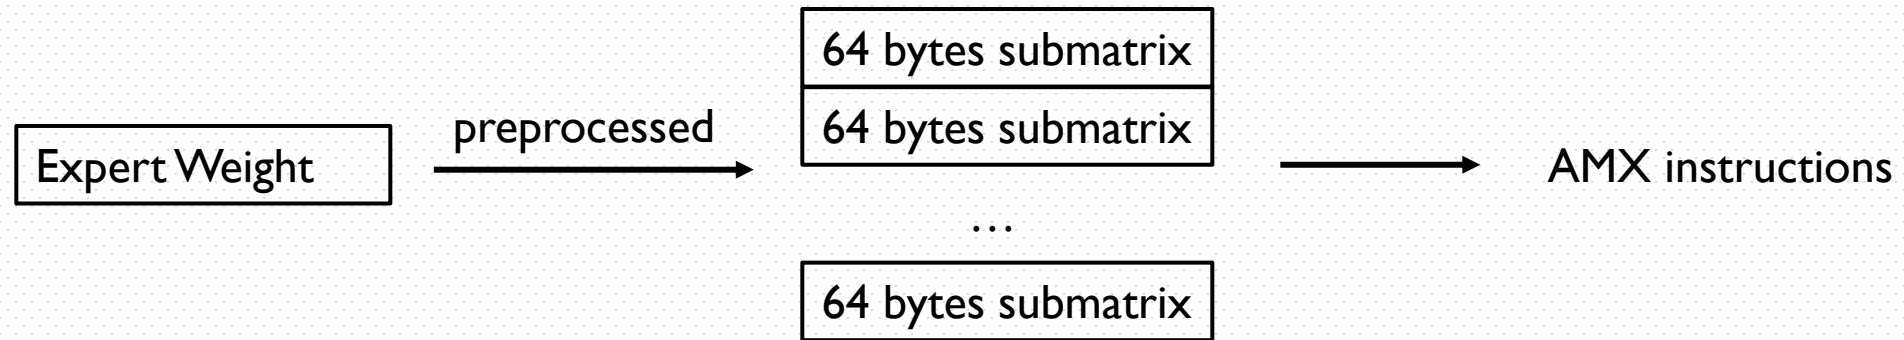 Expert Weight
preprocessed
64 bytes submatrix
64 bytes submatrix
...
64 bytes submatrix
AMX instructions